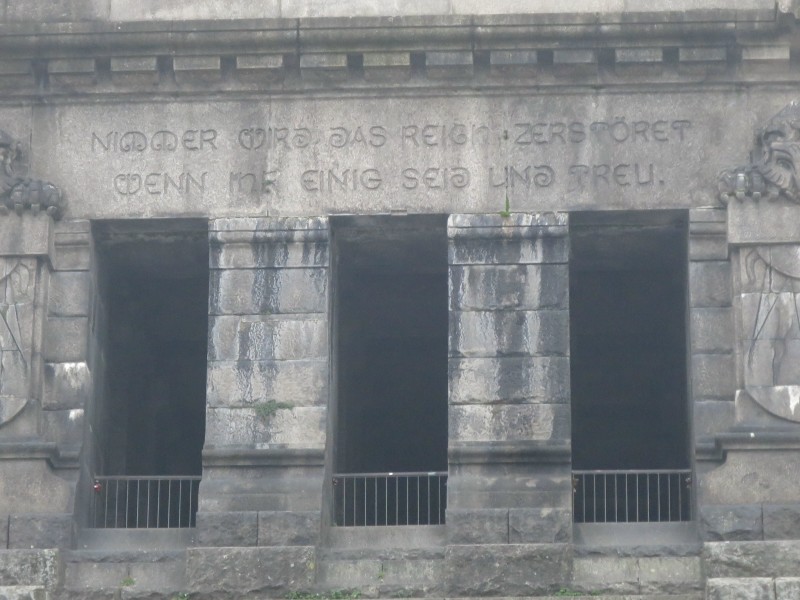 NIMMER WIRD DAS REICH ZERSTÖRET
WENN IHR EINIG SEID UND TREU.